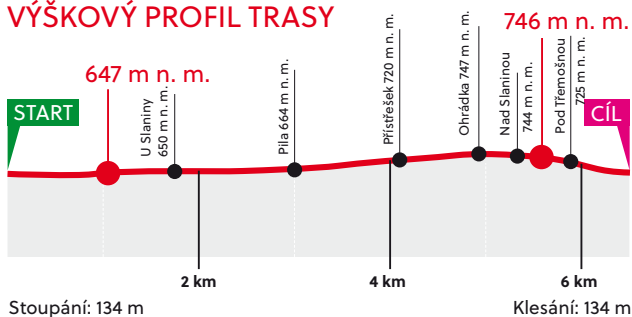 VÝŠKOVÝ PROFIL TRASY
746 m n. m.
647 m n. m.
START
U Slaniny
650 m n. m.
Pila 664 m n. m.
Přístřešek 720 m n. m.
Ohrádka 747 m n. m.
Nad Slaninou
744 m n. m.
Pod Třemošnou
725 m n. m.
CÍL
2 km
4 km
6 km
Stoupání: 134 m
Klesání: 134 m